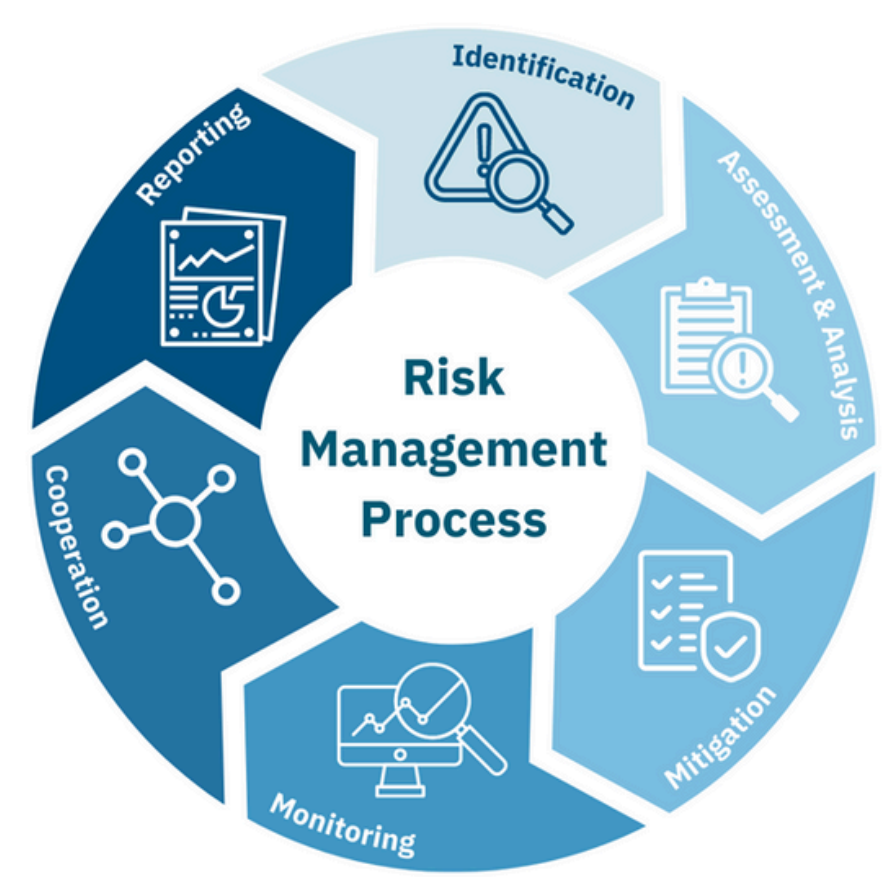 Risk
Management
Process
Identification
Assessment & Analysis
Mitigation
Monitoring
Cooperation
Reporting